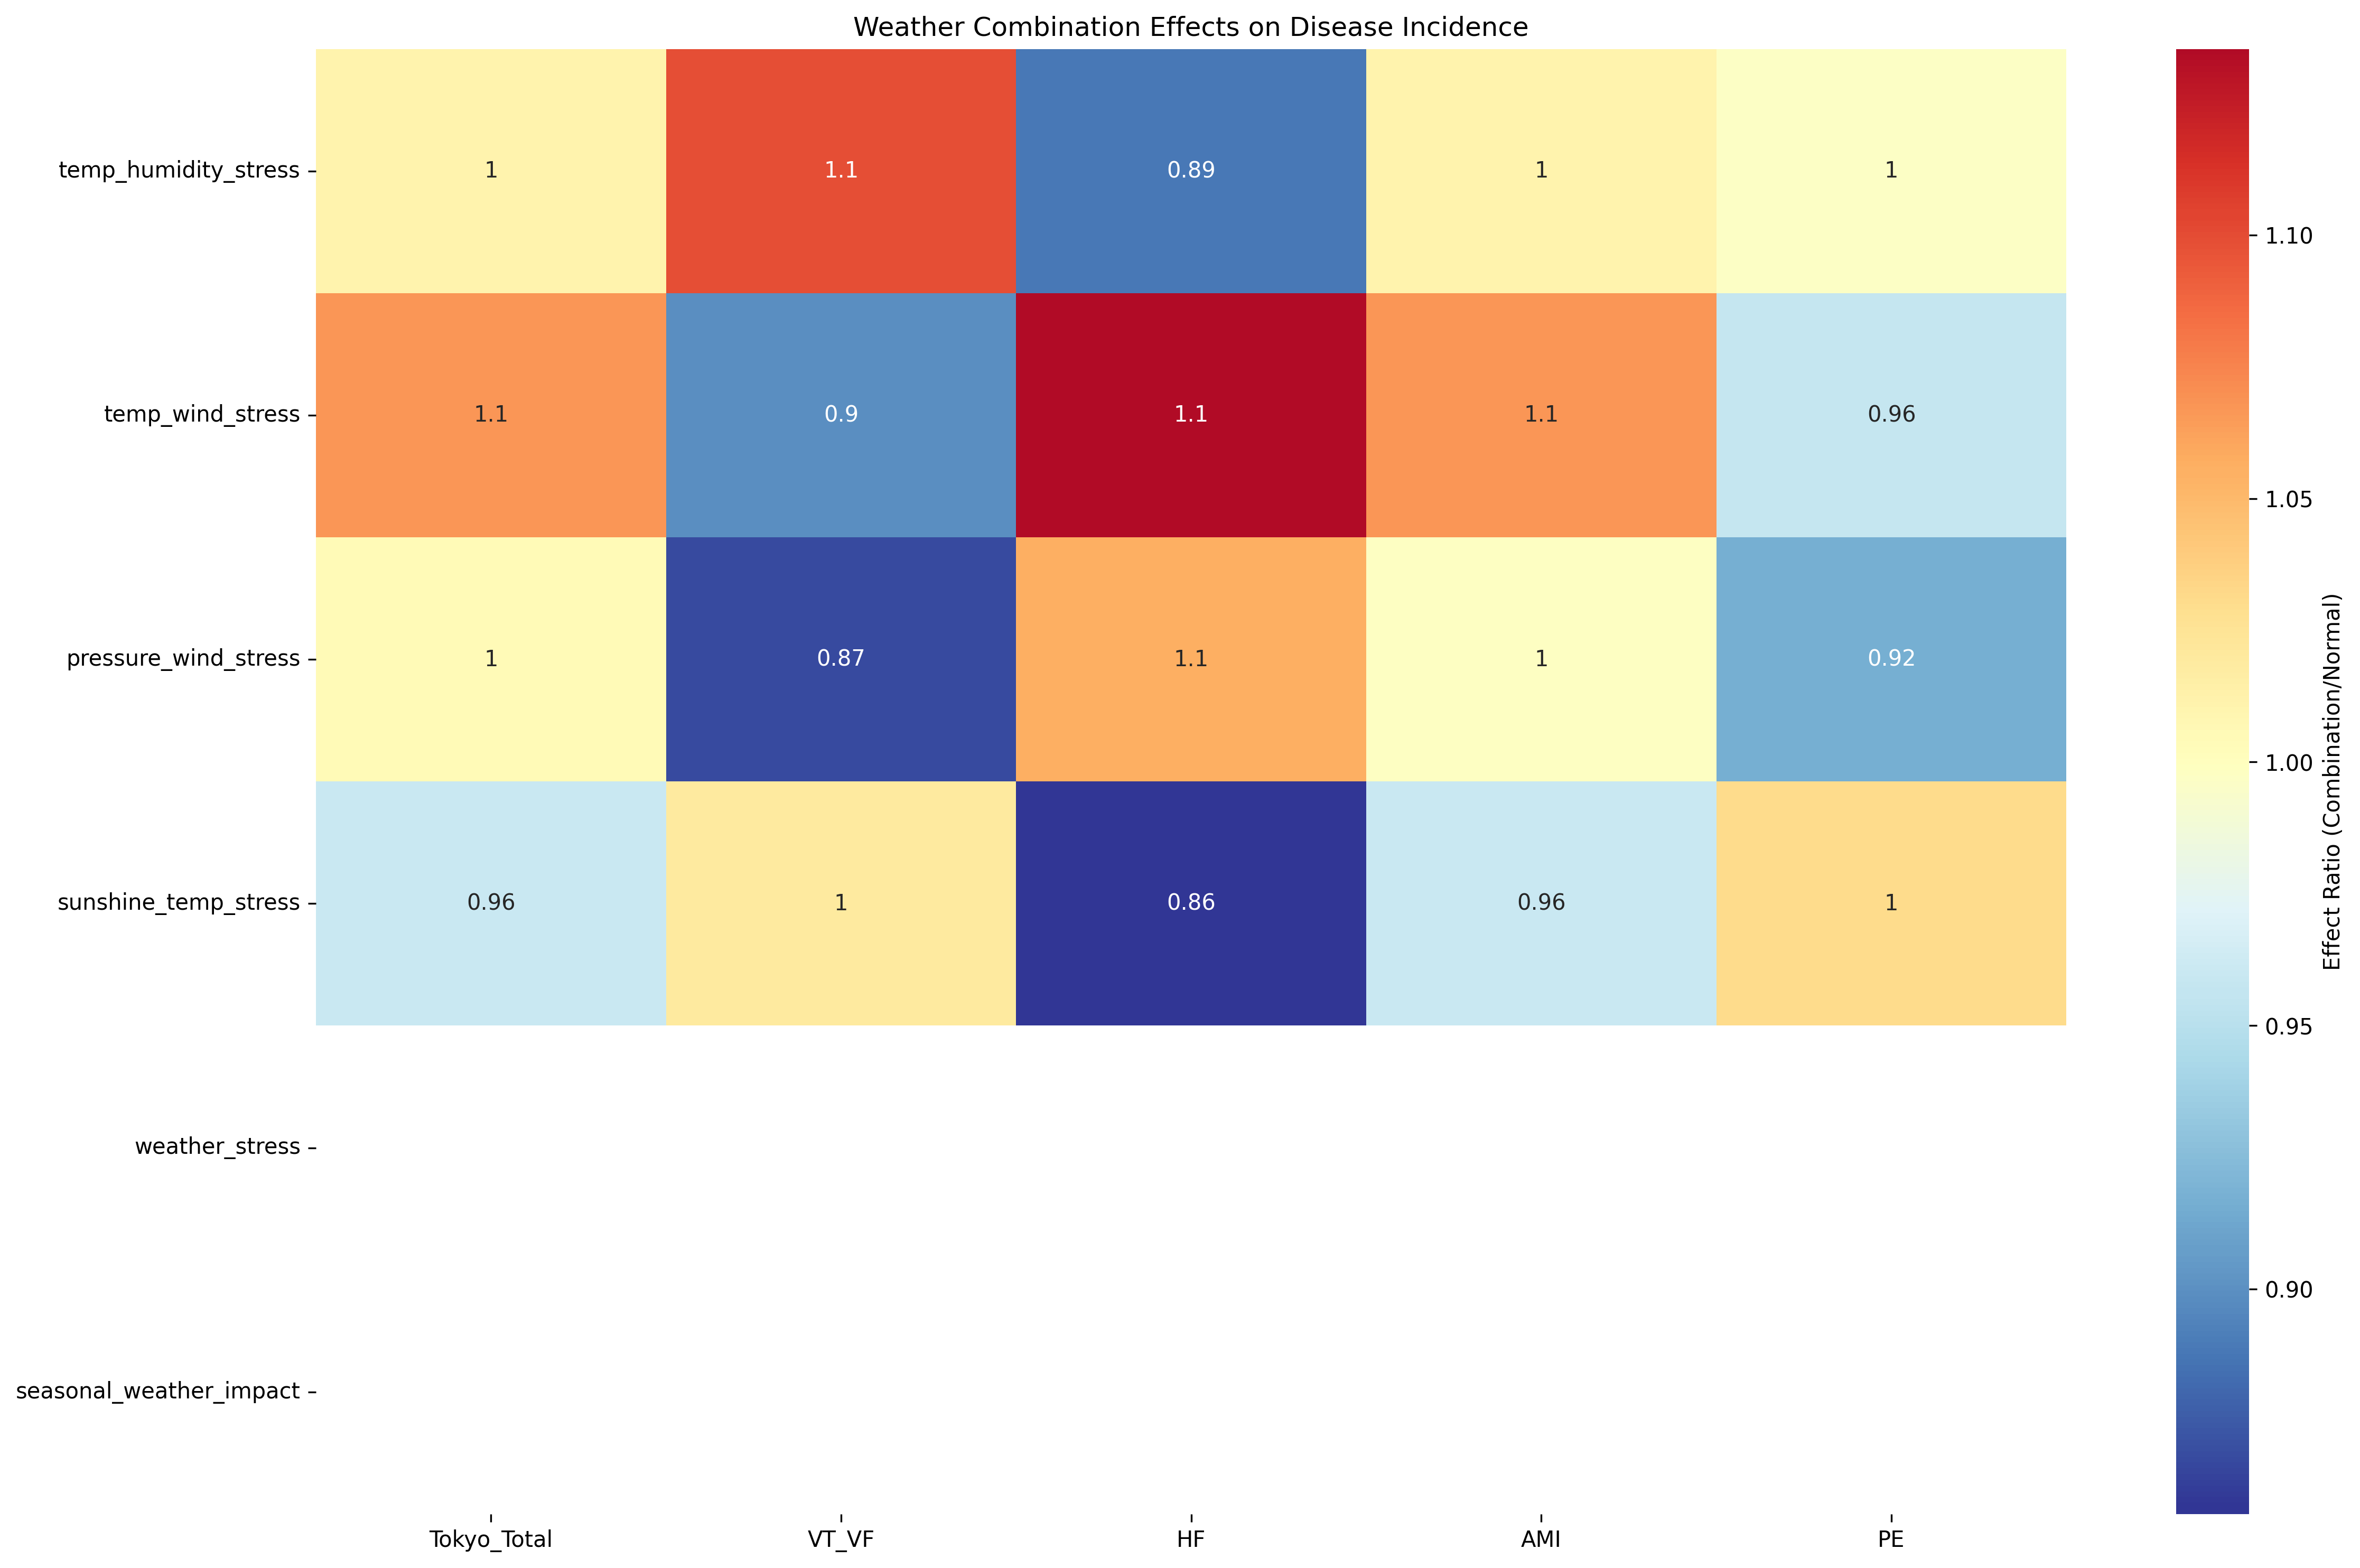 Weather Combination Effects on Disease Incidence
temp_humidity_stress 1 1.1 0.89 1 1
temp_wind_stress 1.1 0.9 1.1 1.1 0.96
pressure_wind_stress 1 0.87 1.1 1 0.92
sunshine_temp_stress 0.96 1 0.86 0.96 1
weather_stress
seasonal_weather_impact
Tokyo_Total VT_VF HF AMI PE
1.10
1.05
1.00
0.95
0.90
Effect Ratio (Combination/Normal)